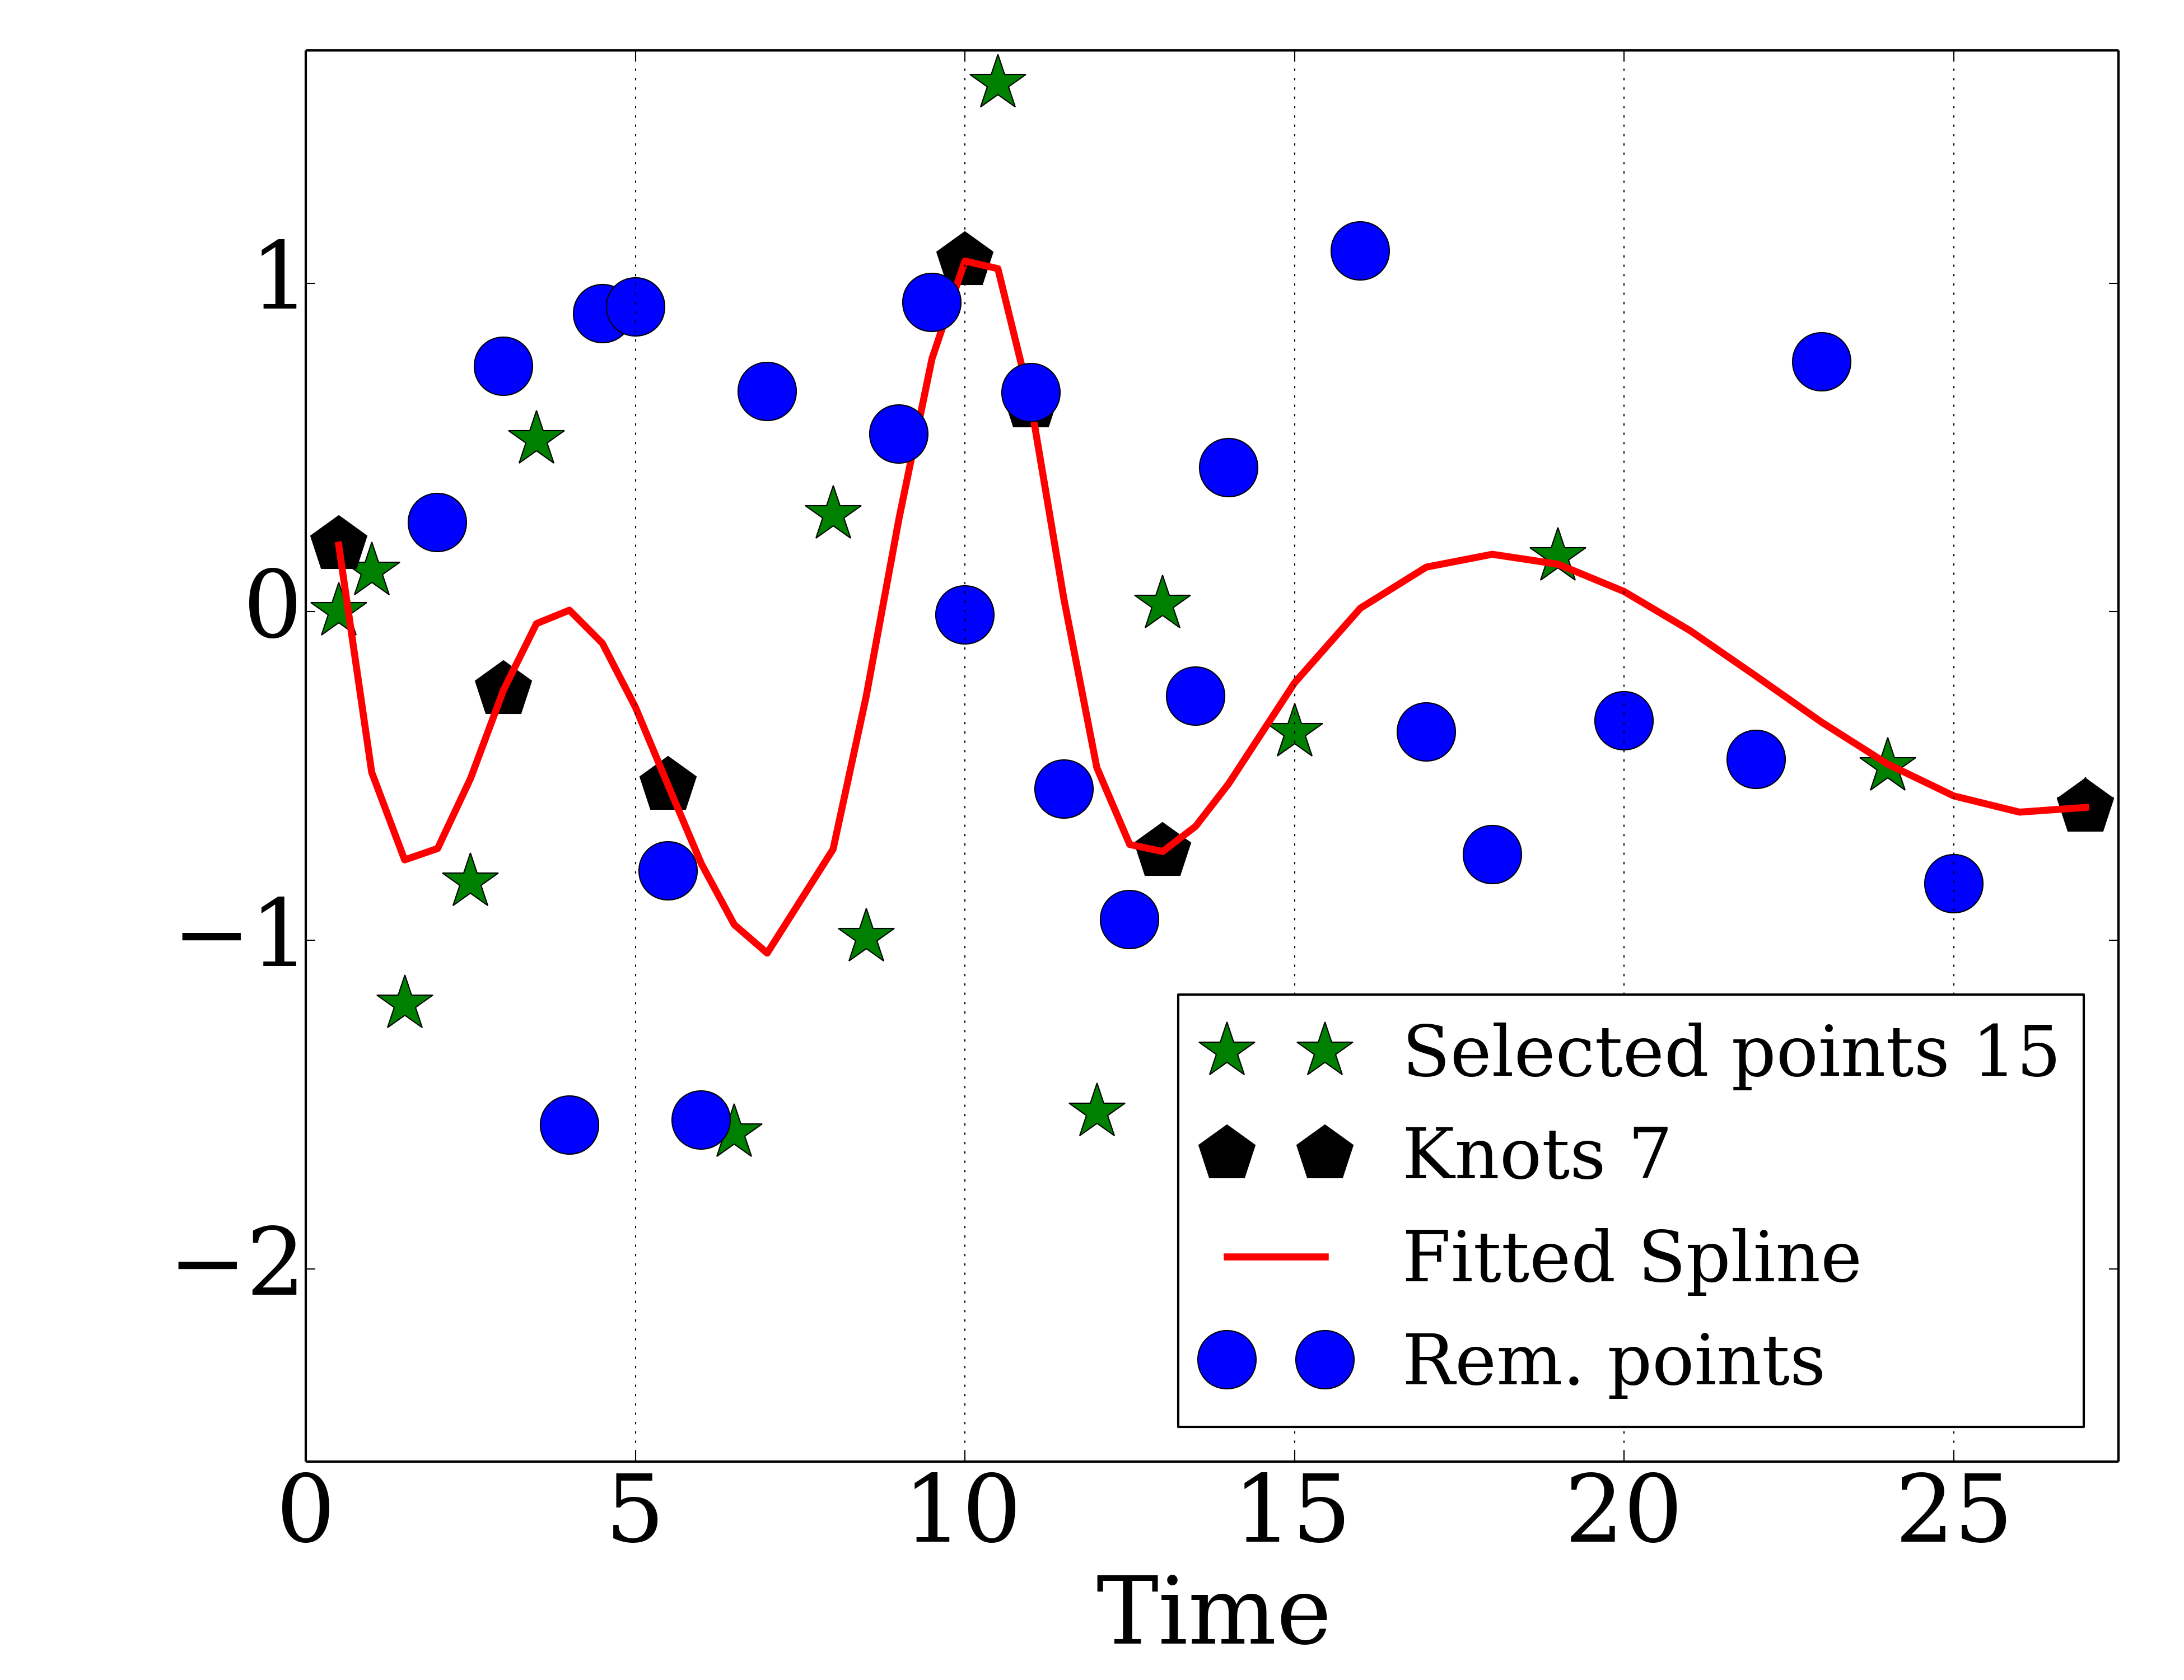 1
0
−1
−2
Selected points 15
Knots 7
Fitted Spline
Rem. points
0 5 10 15 20 25
Time